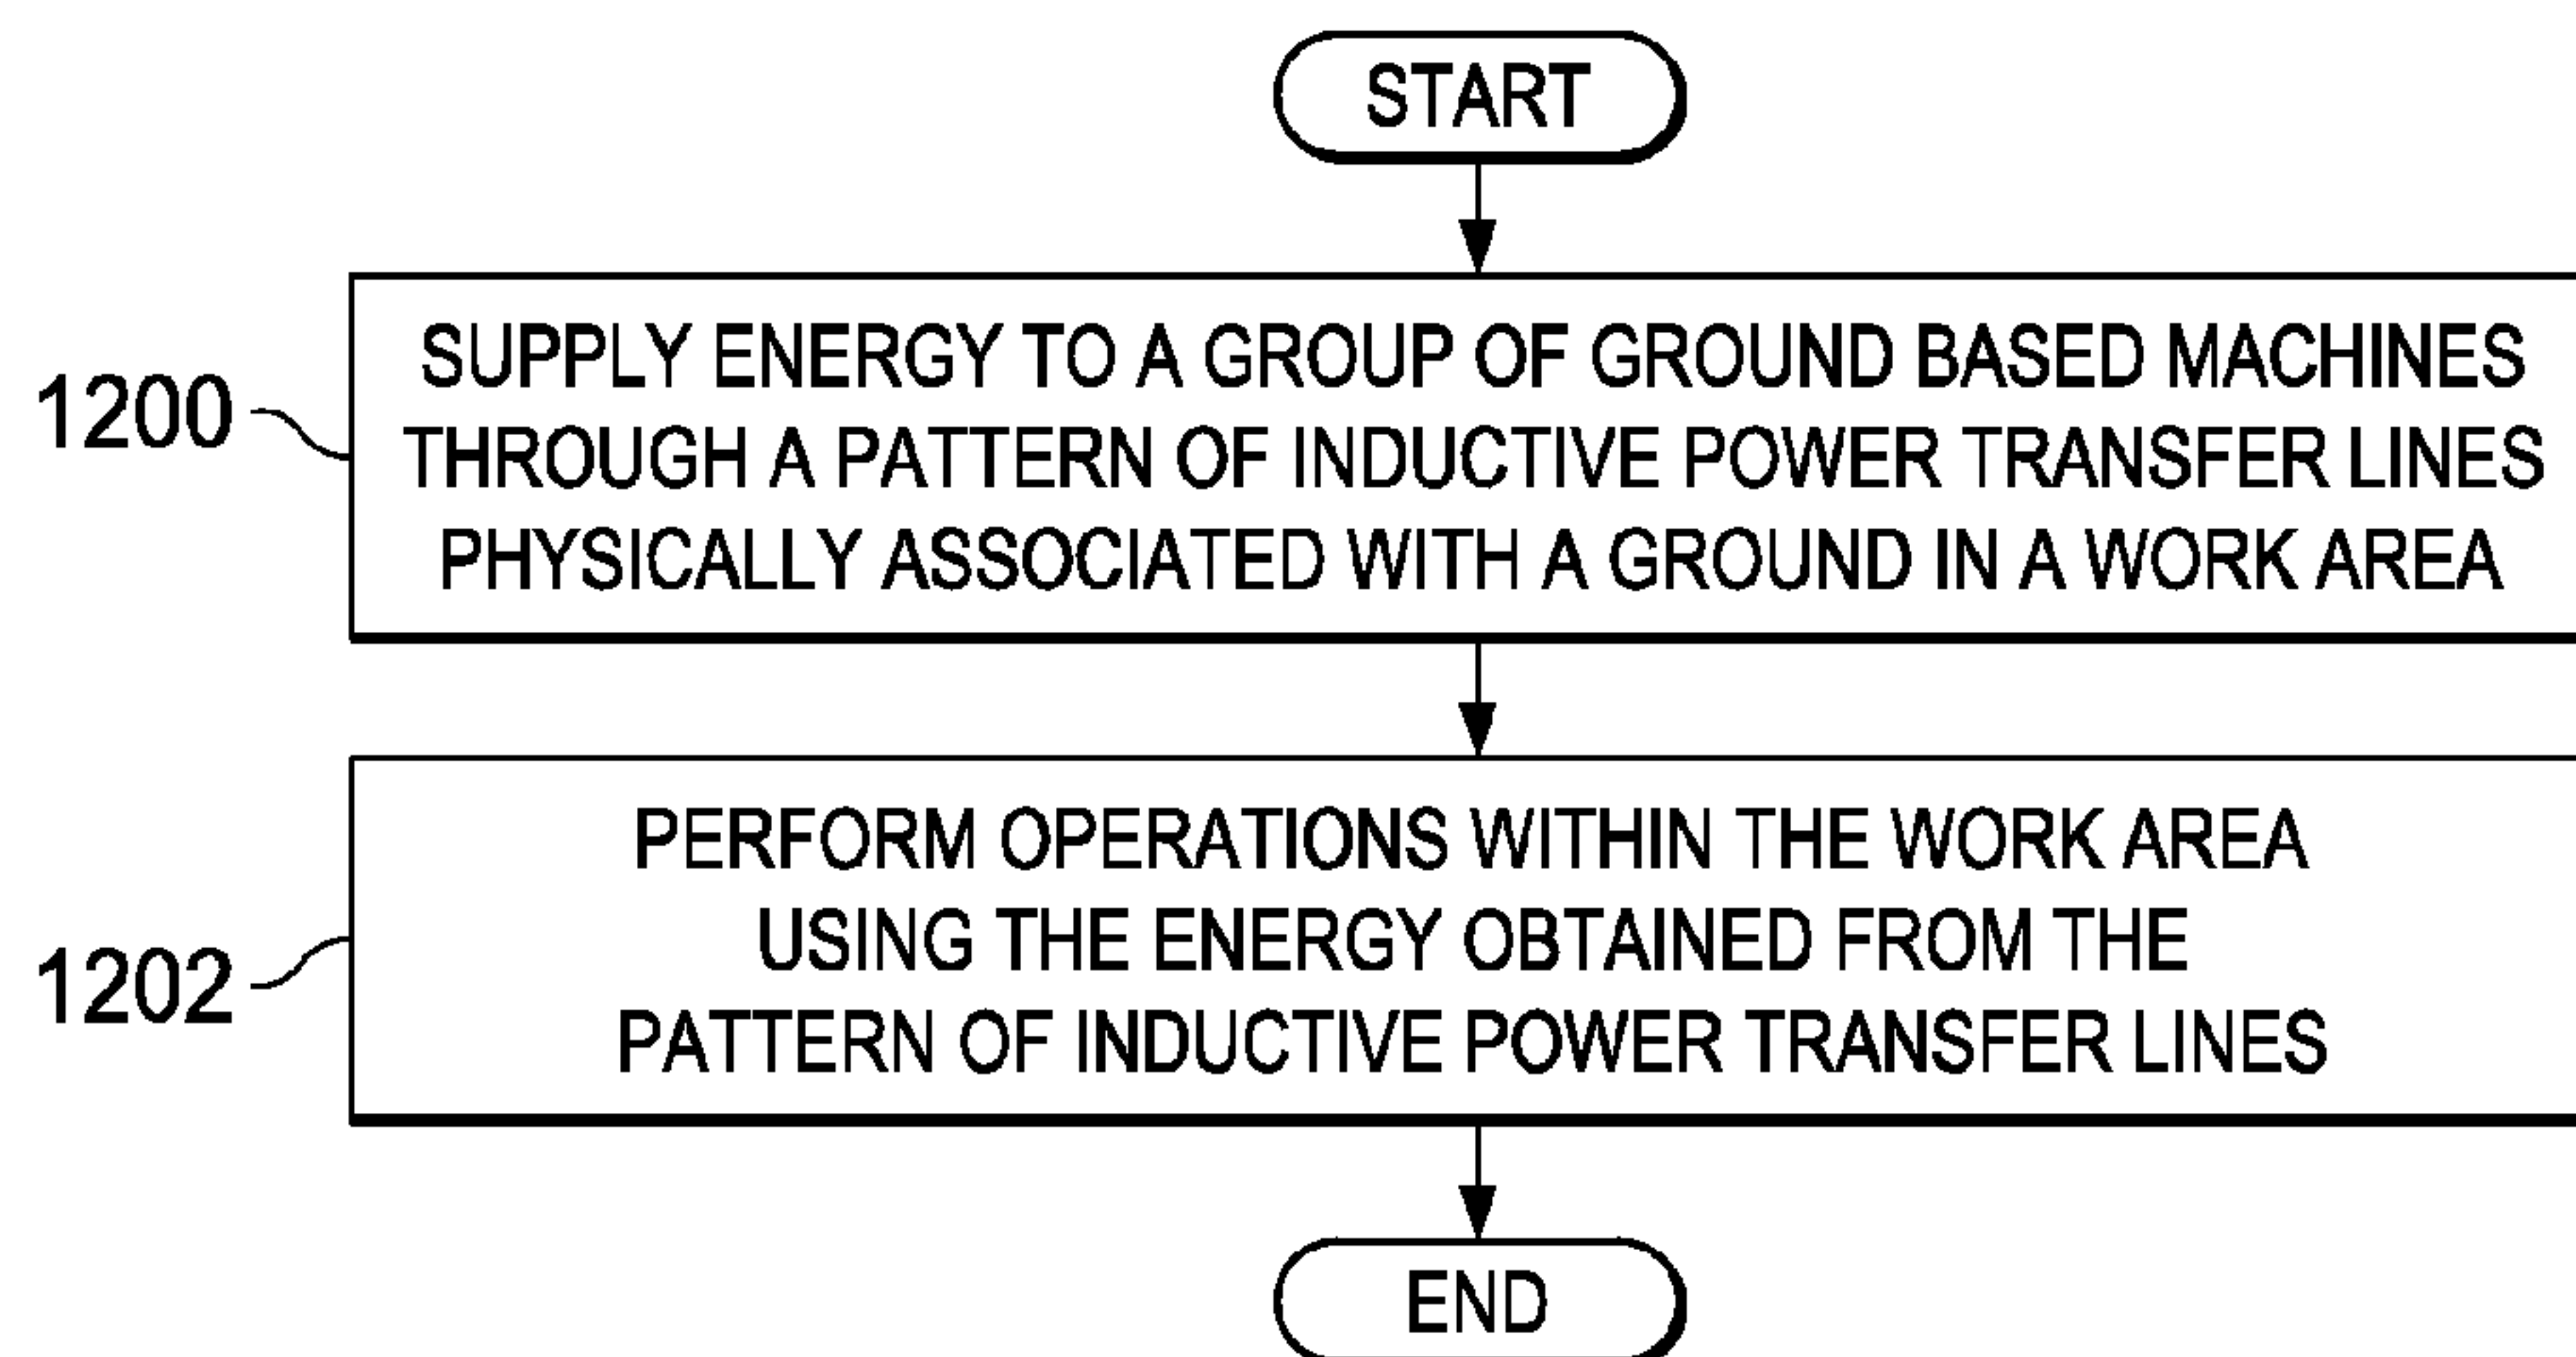 START
1200
SUPPLY ENERGY TO A GROUP OF GROUND BASED MACHINES
THROUGH A PATTERN OF INDUCTIVE POWER TRANSFER LINES
PHYSICALLY ASSOCIATED WITH A GROUND IN A WORK AREA
1202
PERFORM OPERATIONS WITHIN THE WORK AREA
USING THE ENERGY OBTAINED FROM THE
PATTERN OF INDUCTIVE POWER TRANSFER LINES
END